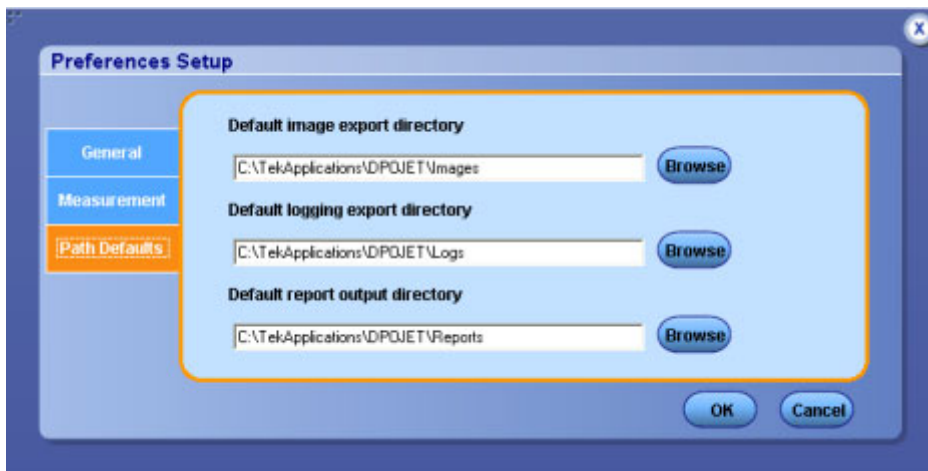 X
Preferences Setup
General
Measurement
Path Defaults
Default image export directory
C:\TekApplications\DPOJET\Images
Browse
Default logging export directory
C:\TekApplications\DPOJET\Logs
Browse
Default report output directory
C:\TekApplications\DPOJET\Reports
Browse
OK
Cancel